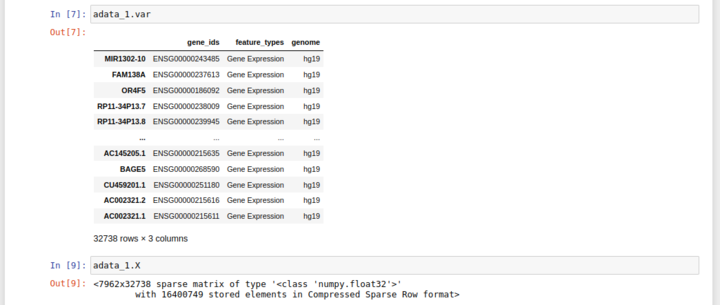 In [7]: adata_1.var
Out[7]:
gene_ids feature_types genome
MIR1302-10 ENSG00000243485 Gene Expression hg19
FAM138A ENSG00000237613 Gene Expression hg19
OR4F5 ENSG00000186092 Gene Expression hg19
RP11-34P13.7 ENSG00000238009 Gene Expression hg19
RP11-34P13.8 ENSG00000239945 Gene Expression hg19
... ... ... ...
AC145205.1 ENSG00000215635 Gene Expression hg19
BAGE5 ENSG00000268590 Gene Expression hg19
CU459201.1 ENSG00000251180 Gene Expression hg19
AC002321.2 ENSG00000215616 Gene Expression hg19
AC002321.1 ENSG00000215611 Gene Expression hg19
32738 rows × 3 columns
In [9]: adata_1.X
Out[9]: <7962x32738 sparse matrix of type '<class 'numpy.float32'>'
with 16400749 stored elements in Compressed Sparse Row format>